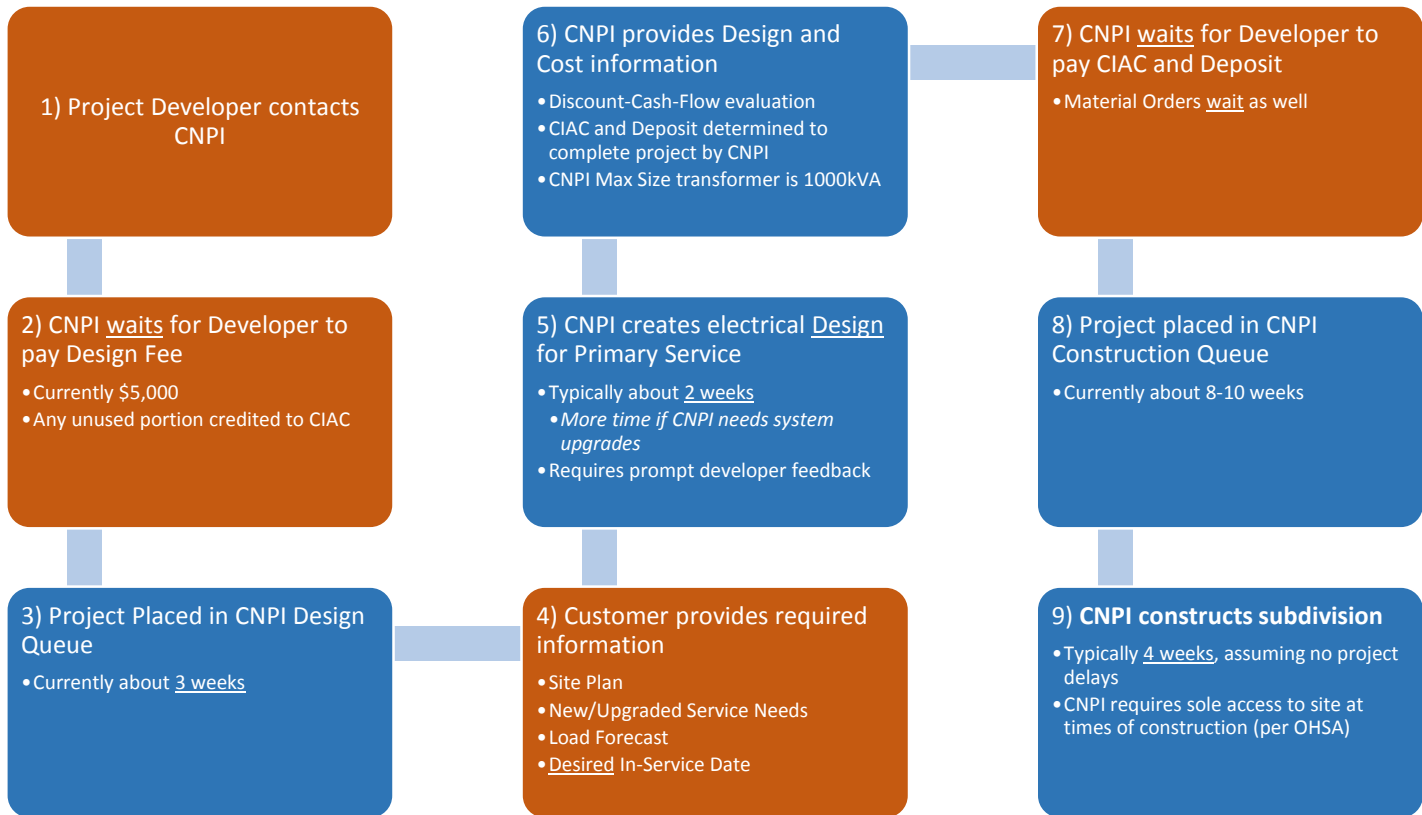 1) Project Developer contacts
CNPI
2) CNPI waits for Developer to
pay Design Fee
•Currently $5,000
•Any unused portion credited to CIAC
3) Project Placed in CNPI Design
Queue
•Currently about 3 weeks
4) Customer provides required
information
•Site Plan
•New/Upgraded Service Needs
•Load Forecast
•Desired In-Service Date
5) CNPI creates electrical Design
for Primary Service
•Typically about 2 weeks
•More time if CNPI needs system
upgrades
•Requires prompt developer feedback
6) CNPI provides Design and
Cost information
•Discount-Cash-Flow evaluation
•CIAC and Deposit determined to
complete project by CNPI
•CNPI Max Size transformer is 1000kVA
7) CNPI waits for Developer to
pay CIAC and Deposit
•Material Orders wait as well
8) Project placed in CNPI
Construction Queue
•Currently about 8-10 weeks
9) CNPI constructs subdivision
•Typically 4 weeks, assuming no project
delays
•CNPI requires sole access to site at
times of construction (per OHSA)